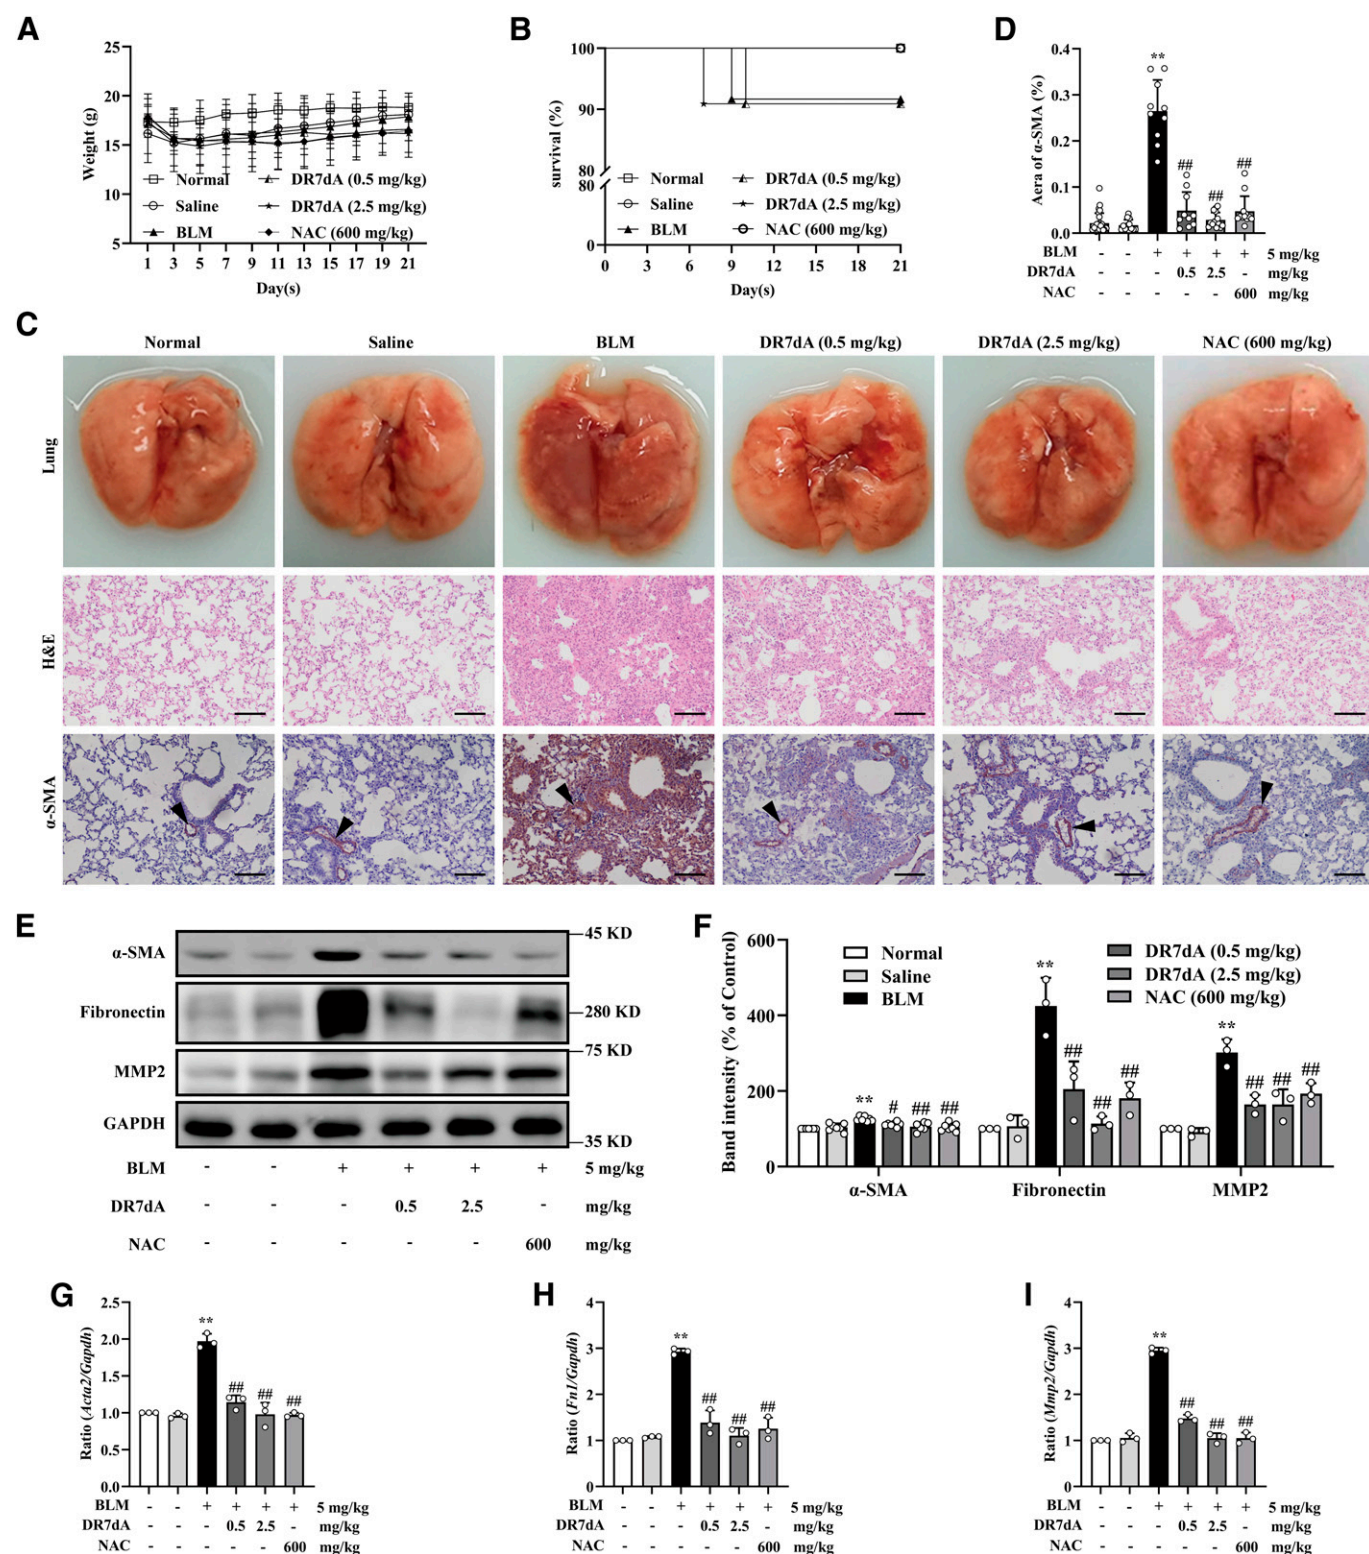 A
25
20
15
10
5
Weight (g)
Normal
Saline
BLM
DR7dA (0.5 mg/kg)
DR7dA (2.5 mg/kg)
NAC (600 mg/kg)
1 3 5 7 9 11 13 15 17 19 21
Day(s)
B
100
90
80
80
0
survival (%)
Normal
Saline
BLM
DR7dA (0.5 mg/kg)
DR7dA (2.5 mg/kg)
NAC (600 mg/kg)
0 3 6 9 12 15 18 21
Day(s)
D
0.4
0.3
0.2
0.1
0.0
Aera of α-SMA (%)
**
## ## ##
BLM - - + + + + 5 mg/kg
DR7dA - - - 0.5 2.5 - mg/kg
NAC - - - - - 600 mg/kg
C
Normal Saline BLM DR7dA (0.5 mg/kg) DR7dA (2.5 mg/kg) NAC (600 mg/kg)
Lung
H&E
α-SMA
E
α-SMA 45 KD
Fibronectin 280 KD
75 KD
MMP2
GAPDH
35 KD
BLM - - + + + + 5 mg/kg
DR7dA - - - 0.5 2.5 - mg/kg
NAC - - - - - 600 mg/kg
F
600
400
200
100
0
Band intensity (% of Control)
Normal
Saline
BLM
DR7dA (0.5 mg/kg)
DR7dA (2.5 mg/kg)
NAC (600 mg/kg)
** # ## ##
** ## ## ##
** ## ## ##
α-SMA Fibronectin MMP2
G
2.5
2.0
1.5
1.0
0.5
0.0
Ratio (Acta2/Gapdh)
**
## ## ##
BLM - - + + + + 5 mg/kg
DR7dA - - - 0.5 2.5 - mg/kg
NAC - - - - - 600 mg/kg
H
4
3
2
1
0
Ratio (Fn1/Gapdh)
**
## ## ##
BLM - - + + + + 5 mg/kg
DR7dA - - - 0.5 2.5 - mg/kg
NAC - - - - - 600 mg/kg
I
4
3
2
1
0
Ratio (Mmp2/Gapdh)
**
## ## ##
BLM - - + + + + 5 mg/kg
DR7dA - - - 0.5 2.5 - mg/kg
NAC - - - - - 600 mg/kg